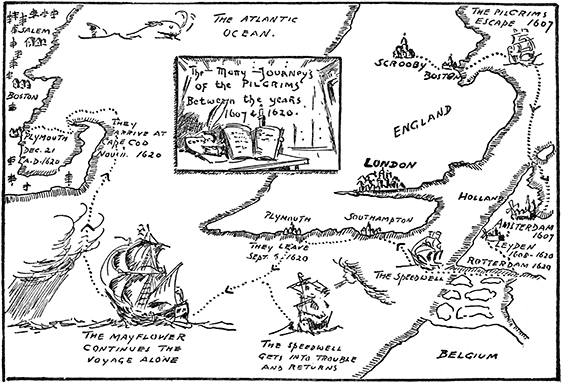 THE ATLANTIC
OCEAN.
THE PILGRIMS
ESCAPE 1607
SALEM
BOSTON
PLYMOUTH
DEC. 21
A.D. 1620
THEY
ARRIVE AT
CAPE COD
NOV. 11. 1620
The Many Journeys
of the PILGRIMS
Between the years
1607 & 1620.
SCROOBY
BOSTON
ENGLAND
LONDON
HOLLAND
AMSTERDAM
1607
LEYDEN
1608-1620
ROTTERDAM 1620
PLYMOUTH
SOUTHAMPTON
THEY LEAVE
SEPT. 5, 1620
THE SPEEDWELL
THE MAYFLOWER
CONTINUES THE
VOYAGE ALONE
THE SPEEDWELL
GETS INTO TROUBLE
AND RETURNS
BELGIUM